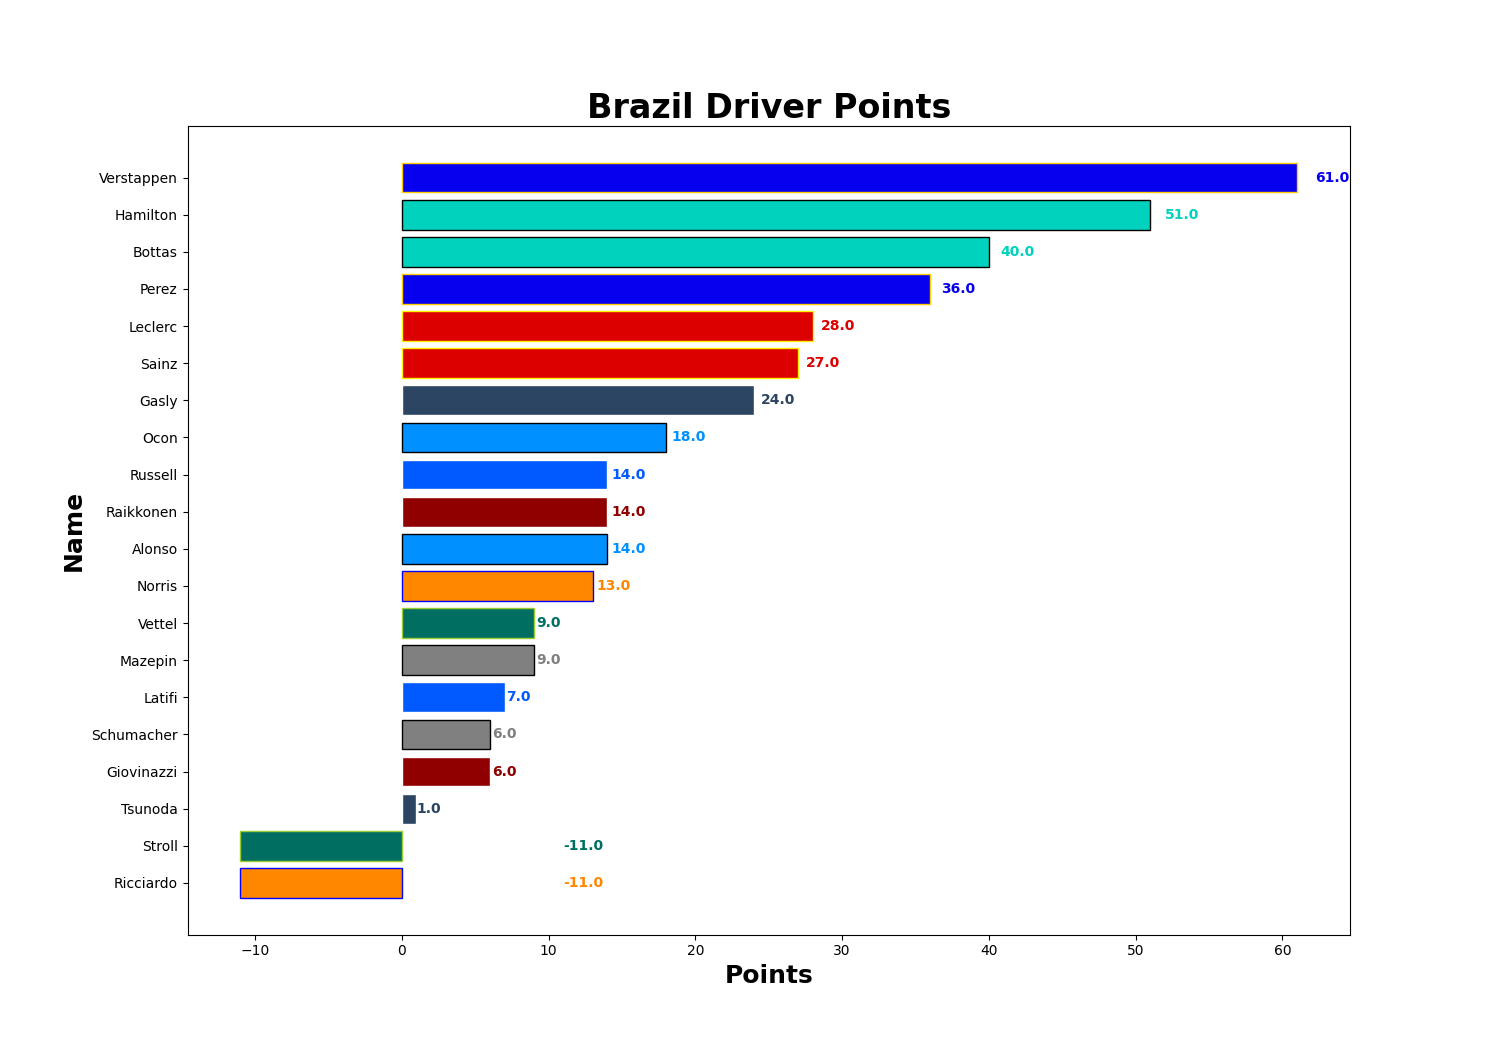 Brazil Driver Points
Verstappen 61.0
Hamilton 51.0
Bottas 40.0
Perez 36.0
Leclerc 28.0
Sainz 27.0
Gasly 24.0
Ocon 18.0
Russell 14.0
Raikkonen 14.0
Alonso 14.0
Norris 13.0
Vettel 9.0
Mazepin 9.0
Latifi 7.0
Schumacher 6.0
Giovinazzi 6.0
Tsunoda 1.0
Stroll -11.0
Ricciardo -11.0
Name
−10 0 10 20 30 40 50 60
Points